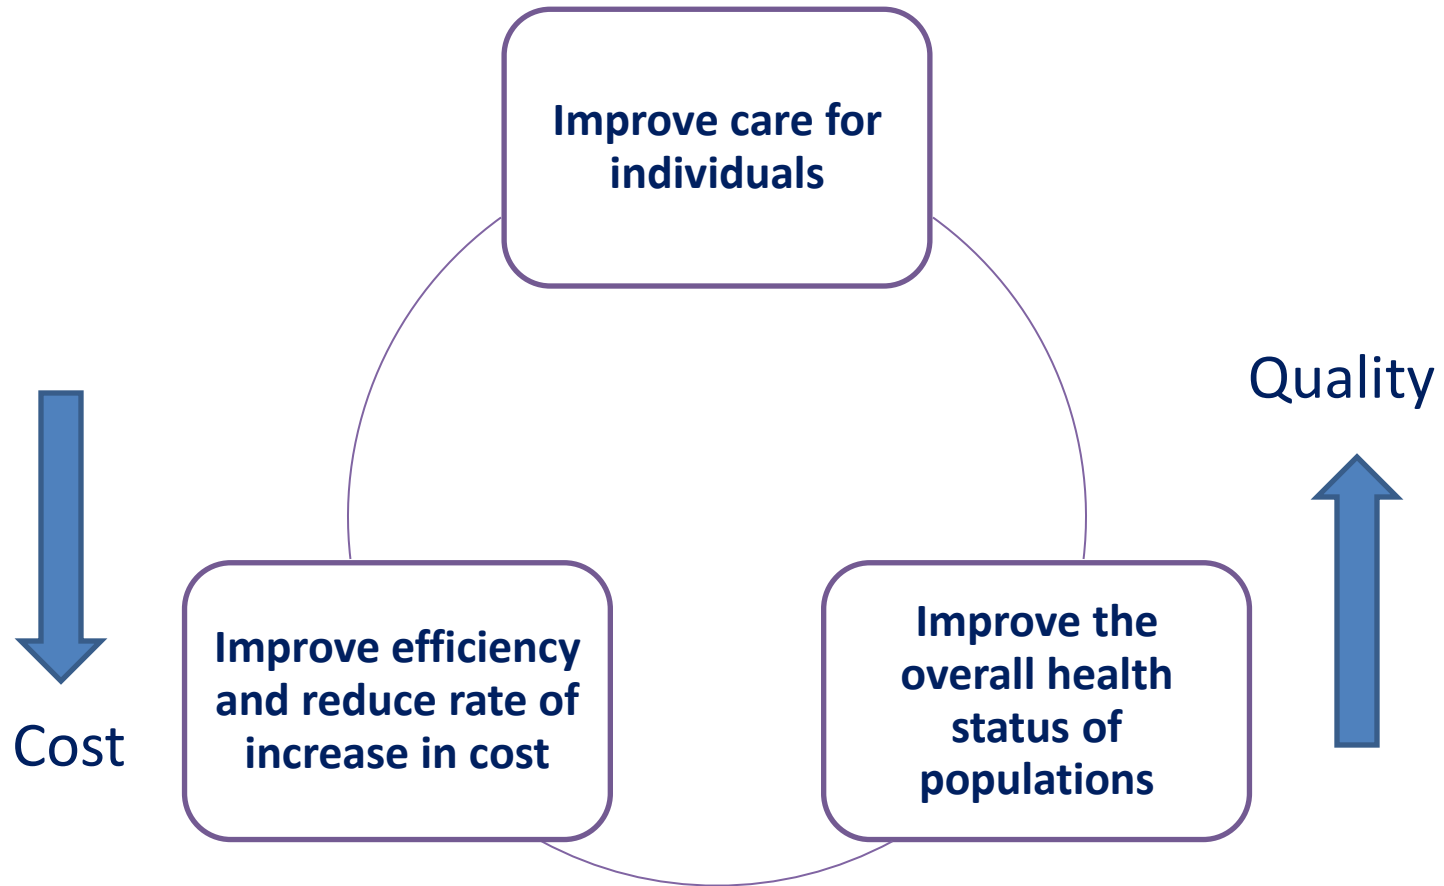 Improve care for
individuals
Quality
Improve efficiency
and reduce rate of
increase in cost
Cost
Improve the
overall health
status of
populations